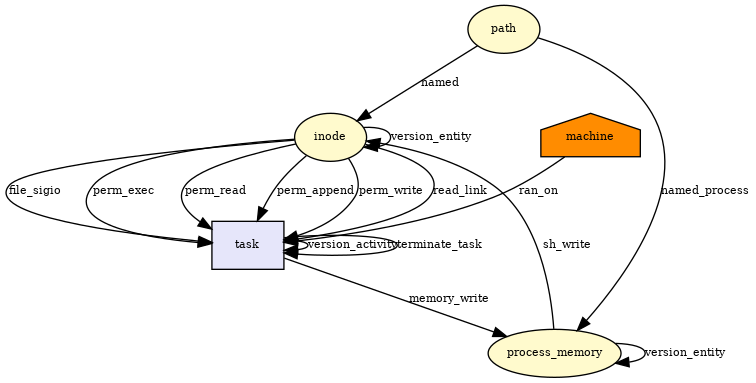 path
named
inode
version_entity
machine
file_sigio
perm_exec
perm_read
perm_append
perm_write
read_link
ran_on
named_process
task
version_activity
terminate_task
sh_write
memory_write
process_memory
version_entity